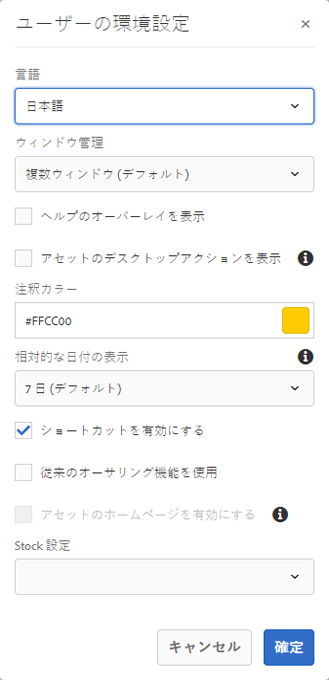 ユーザーの環境設定
言語
日本語
ウィンドウ管理
複数ウィンドウ (デフォルト)
ヘルプのオーバーレイを表示
アセットのデスクトップアクションを表示
注釈カラー
#FFCC00
相対的な日付の表示
7 日 (デフォルト)
ショートカットを有効にする
従来のオーサリング機能を使用
アセットのホームページを有効にする
Stock 設定
キャンセル 確定